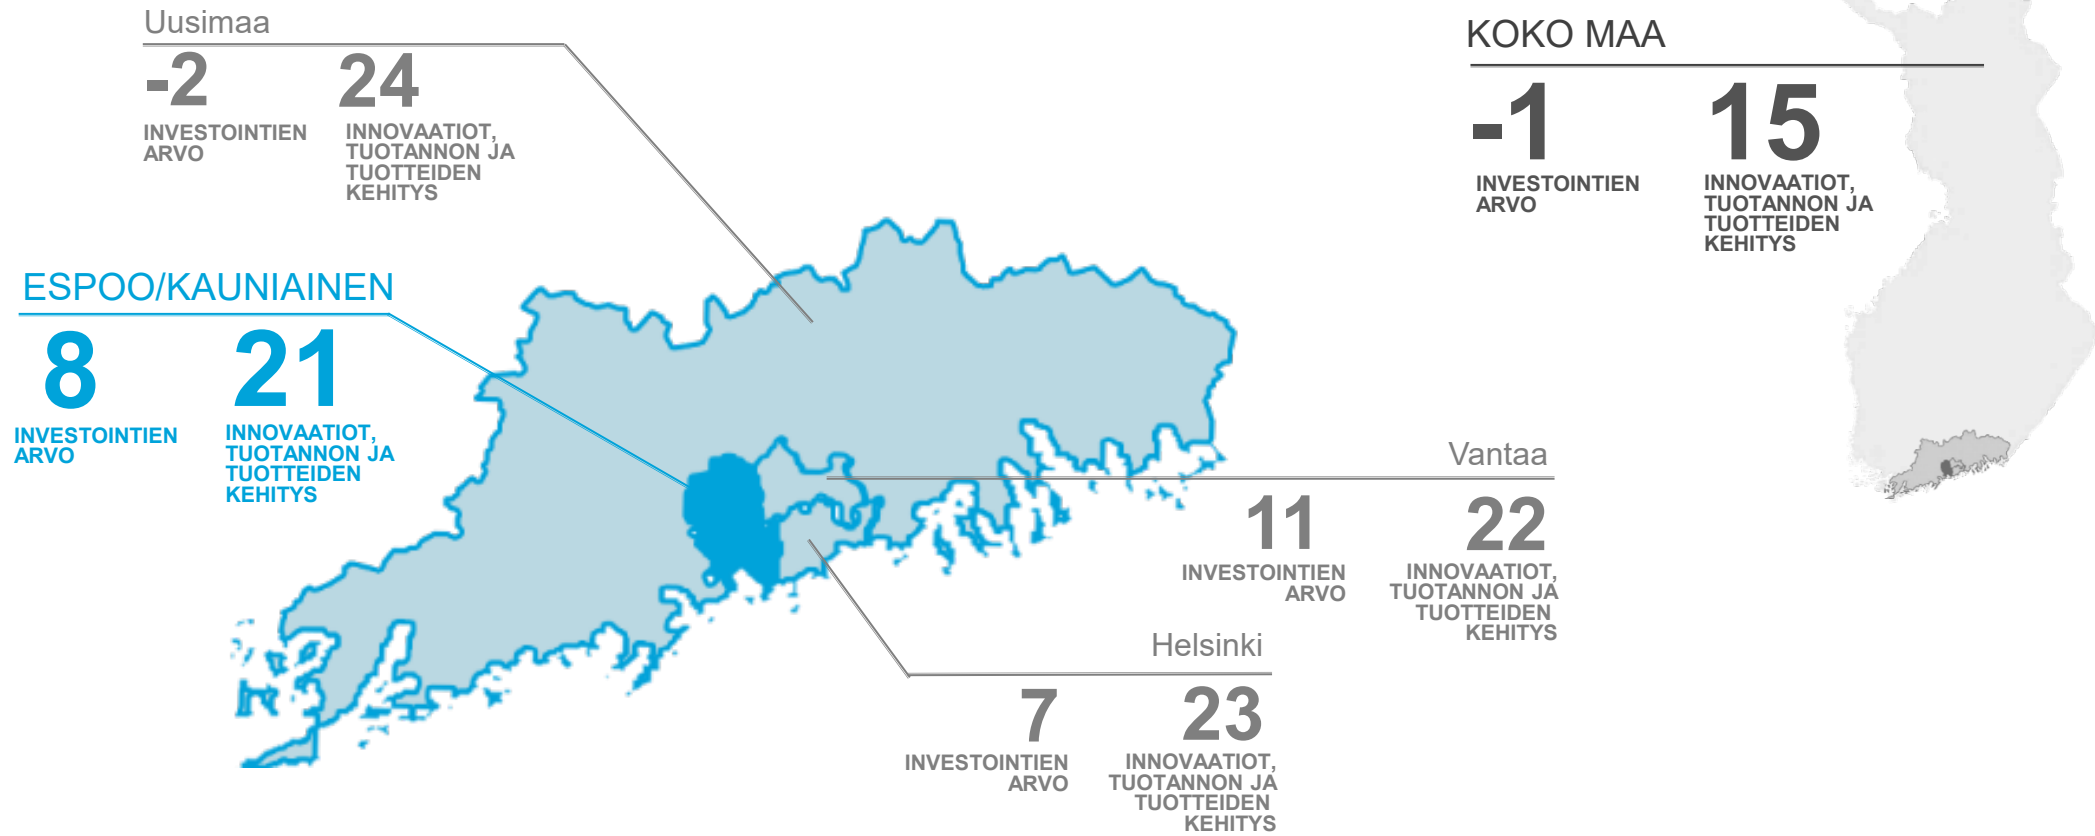 Uusimaa
-2
24
INVESTOINTIEN
ARVO
INNOVAATIOT,
TUOTANNON JA
TUOTTEIDEN
KEHITYS
KOKO MAA
-1
15
INVESTOINTIEN
ARVO
INNOVAATIOT,
TUOTANNON JA
TUOTTEIDEN
KEHITYS
ESPOO/KAUNIAINEN
8
21
INVESTOINTIEN
ARVO
INNOVAATIOT,
TUOTANNON JA
TUOTTEIDEN
KEHITYS
Vantaa
11
22
INVESTOINTIEN
ARVO
INNOVAATIOT,
TUOTANNON JA
TUOTTEIDEN
KEHITYS
Helsinki
7
23
INVESTOINTIEN
ARVO
INNOVAATIOT,
TUOTANNON JA
TUOTTEIDEN
KEHITYS